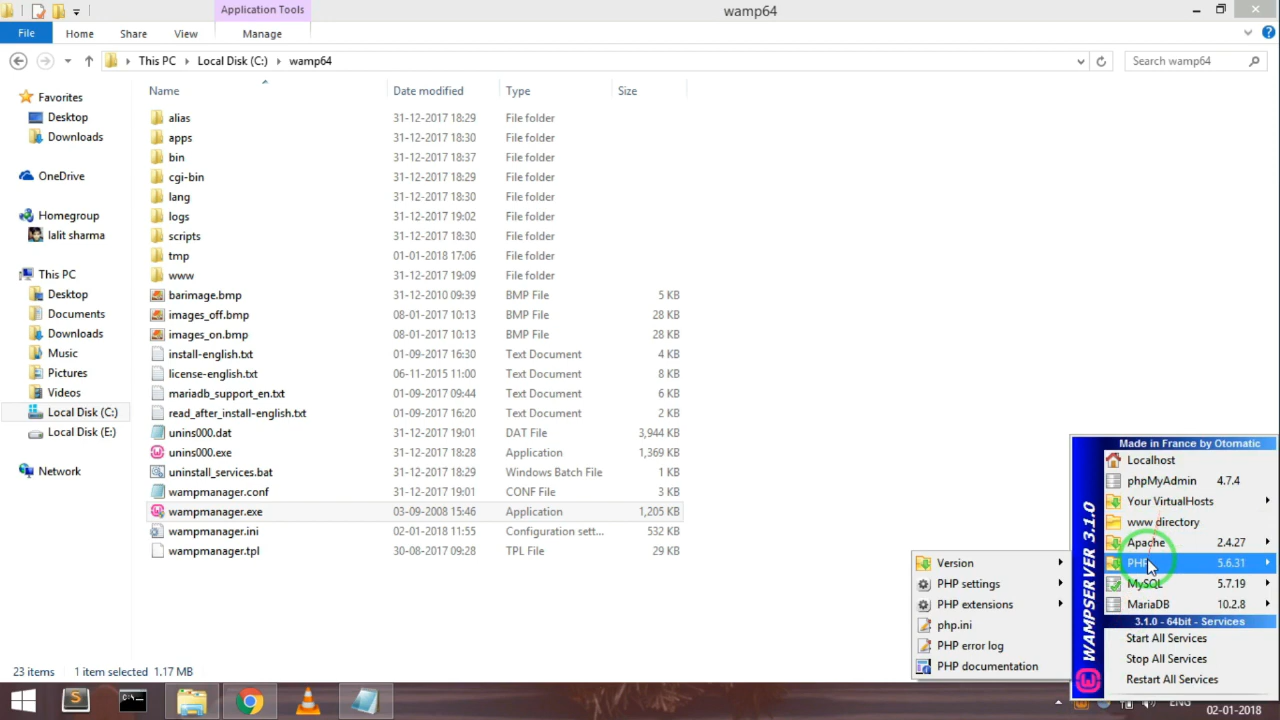 Application Tools
wamp64
File
Home
Share
View
Manage
This PC
Local Disk (C:)
wamp64
Search wamp64
Name
Date modified
Type
Size
Favorites
Desktop
Downloads
OneDrive
Homegroup
lalit sharma
This PC
Desktop
Documents
Downloads
Music
Pictures
Videos
Local Disk (C:)
Local Disk (E:)
Network
alias 31-12-2017 18:29 File folder
apps 31-12-2017 18:30 File folder
bin 31-12-2017 18:37 File folder
cgi-bin 31-12-2017 18:29 File folder
lang 31-12-2017 18:30 File folder
logs 31-12-2017 19:02 File folder
scripts 31-12-2017 18:30 File folder
tmp 01-01-2018 17:06 File folder
www 31-12-2017 19:09 File folder
barimage.bmp 31-12-2010 09:39 BMP File 5 KB
images_off.bmp 08-01-2017 10:13 BMP File 28 KB
images_on.bmp 08-01-2017 10:13 BMP File 28 KB
install-english.txt 01-09-2017 16:30 Text Document 4 KB
license-english.txt 06-11-2015 11:00 Text Document 8 KB
mariadb_support_en.txt 01-09-2017 09:44 Text Document 6 KB
read_after_install-english.txt 01-09-2017 16:20 Text Document 2 KB
unins000.dat 31-12-2017 19:01 DAT File 3,944 KB
unins000.exe 31-12-2017 18:28 Application 1,369 KB
uninstall_services.bat 31-12-2017 18:29 Windows Batch File 1 KB
wampmanager.conf 31-12-2017 19:01 CONF File 3 KB
wampmanager.exe 03-09-2008 15:46 Application 1,205 KB
wampmanager.ini 02-01-2018 11:55 Configuration sett... 532 KB
wampmanager.tpl 30-08-2017 09:28 TPL File 29 KB
Version
PHP settings
PHP extensions
php.ini
PHP error log
PHP documentation
WAMPSERVER 3.1.0
Made in France by Otomatic
Localhost
phpMyAdmin 4.7.4
Your VirtualHosts
www directory
Apache 2.4.27
PHP 5.6.31
MySQL 5.7.19
MariaDB 10.2.8
3.1.0 - 64bit - Services
Start All Services
Stop All Services
Restart All Services
23 items
1 item selected 1.17 MB
ENG
02-01-2018